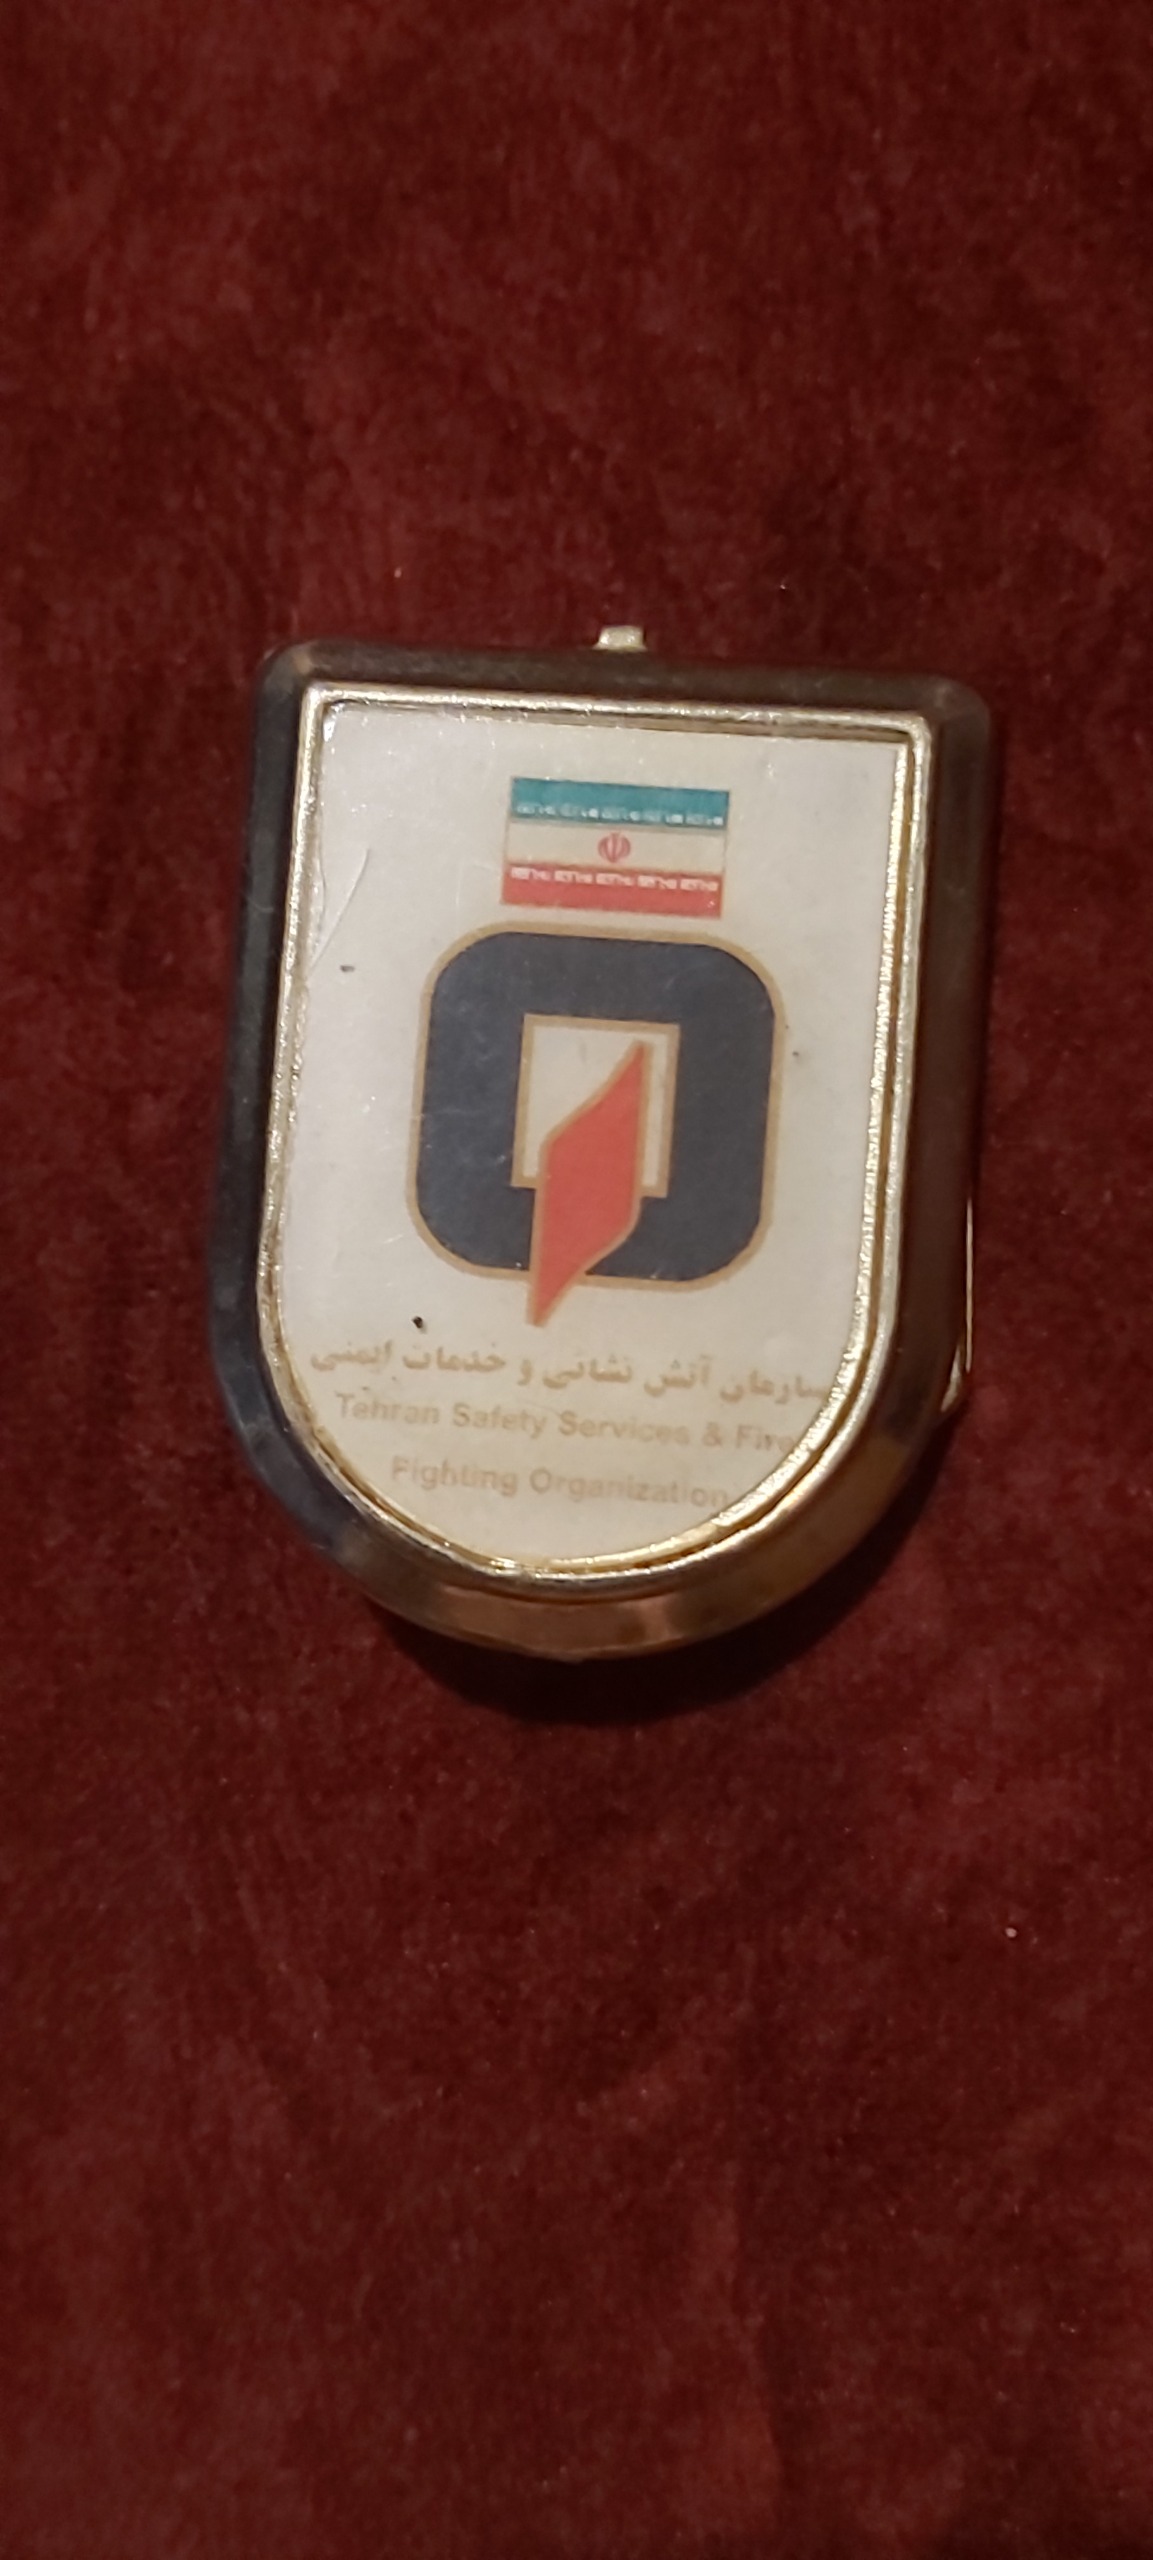 سازمان آتش نشانی و خدمات ایمنی
Tehran Safety Services & Fire
Fighting Organization